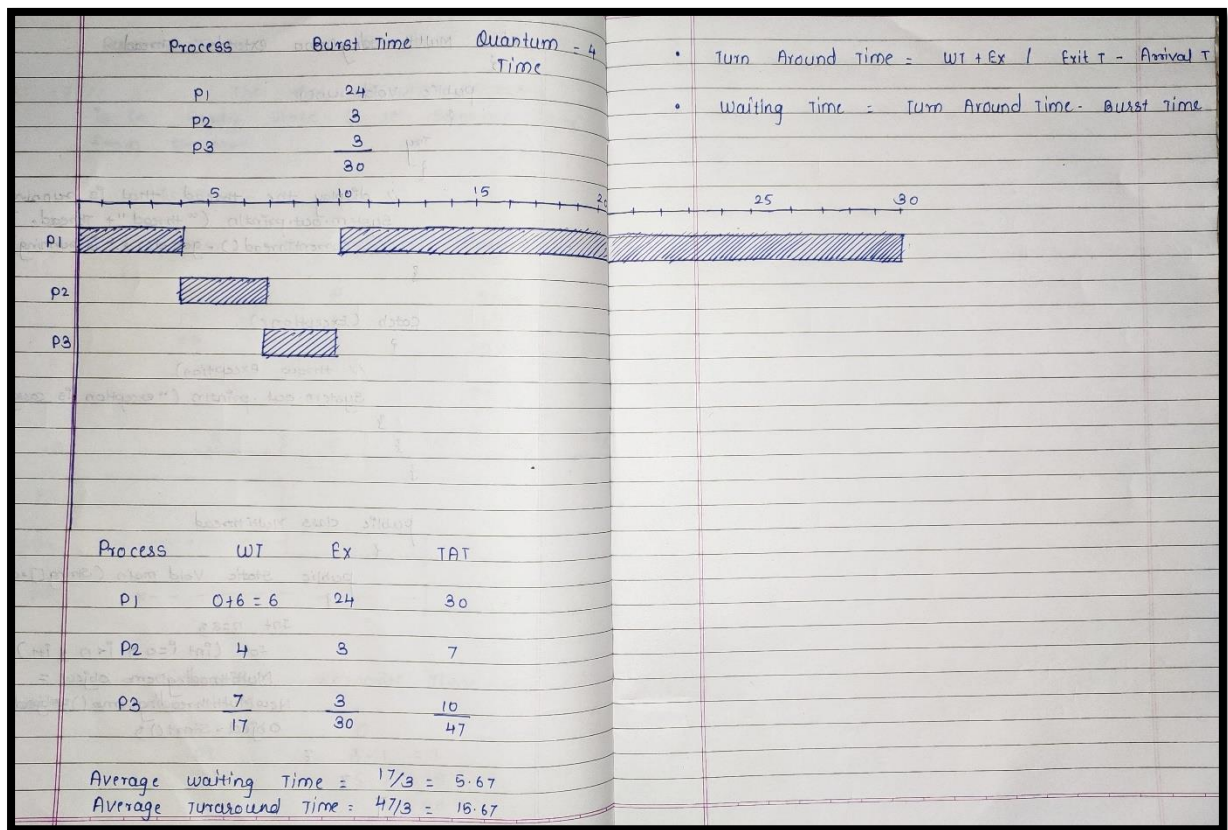 Process Burst Time Quantum = 4
Time
P1 24
P2 3
P3 3
30
5 10 15 20
P1
P2
P3
Process WT Ex TAT
P1 0+6 = 6 24 30
P2 4 3 7
P3 7 3 10
17 30 47
Average waiting Time = 17/3 = 5.67
Average Turaround Time = 47/3 = 15.67
• Turn Around Time = WT + Ex / Exit T - Arrival T
• Waiting Time = Turn Around Time - Burst Time
25 30